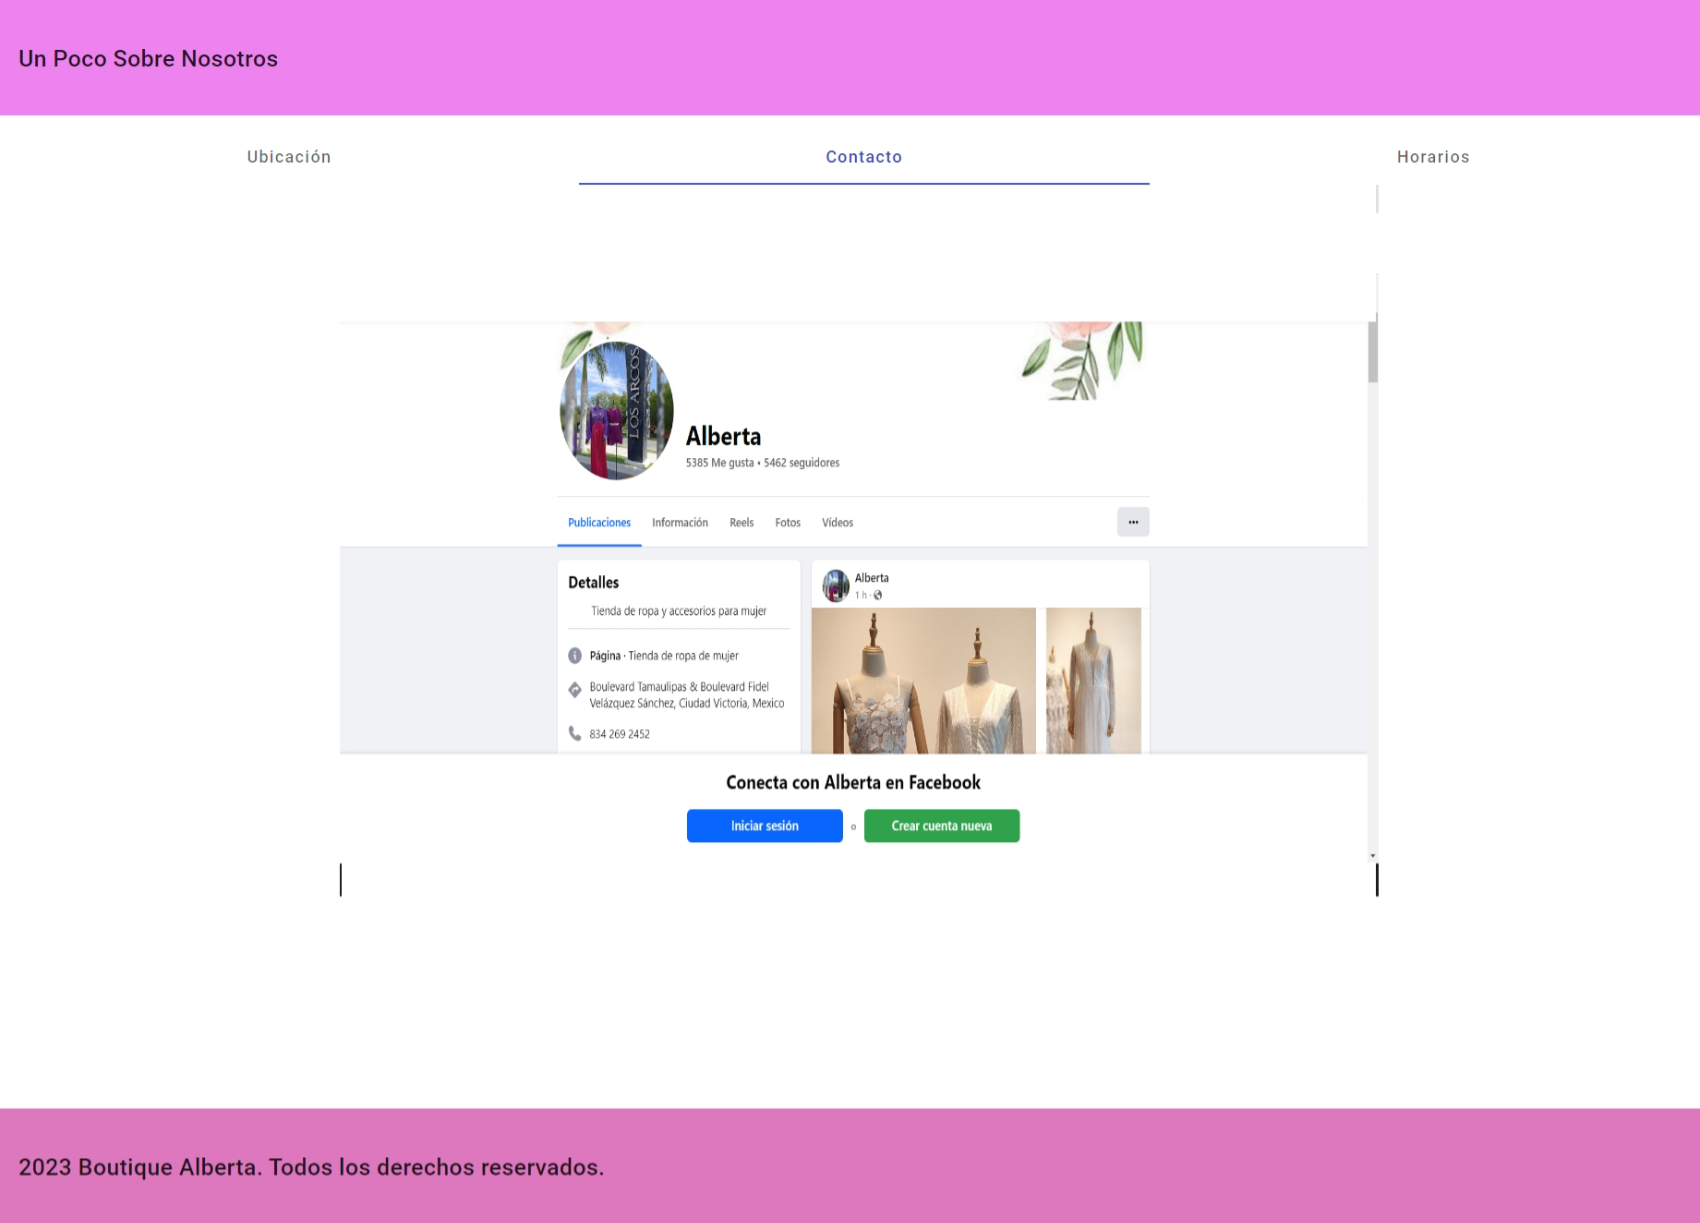 Un Poco Sobre Nosotros
Ubicación
Contacto
Horarios
LOS ARCOS
Alberta
5385 Me gusta • 5462 seguidores
Publicaciones
Información
Reels
Fotos
Vídeos
Detalles
Tienda de ropa y accesorios para mujer
Página · Tienda de ropa de mujer
Boulevard Tamaulipas & Boulevard Fidel
Velázquez Sánchez, Ciudad Victoria, Mexico
834 269 2452
Alberta
1 h ·
Conecta con Alberta en Facebook
Iniciar sesión
o
Crear cuenta nueva
2023 Boutique Alberta. Todos los derechos reservados.